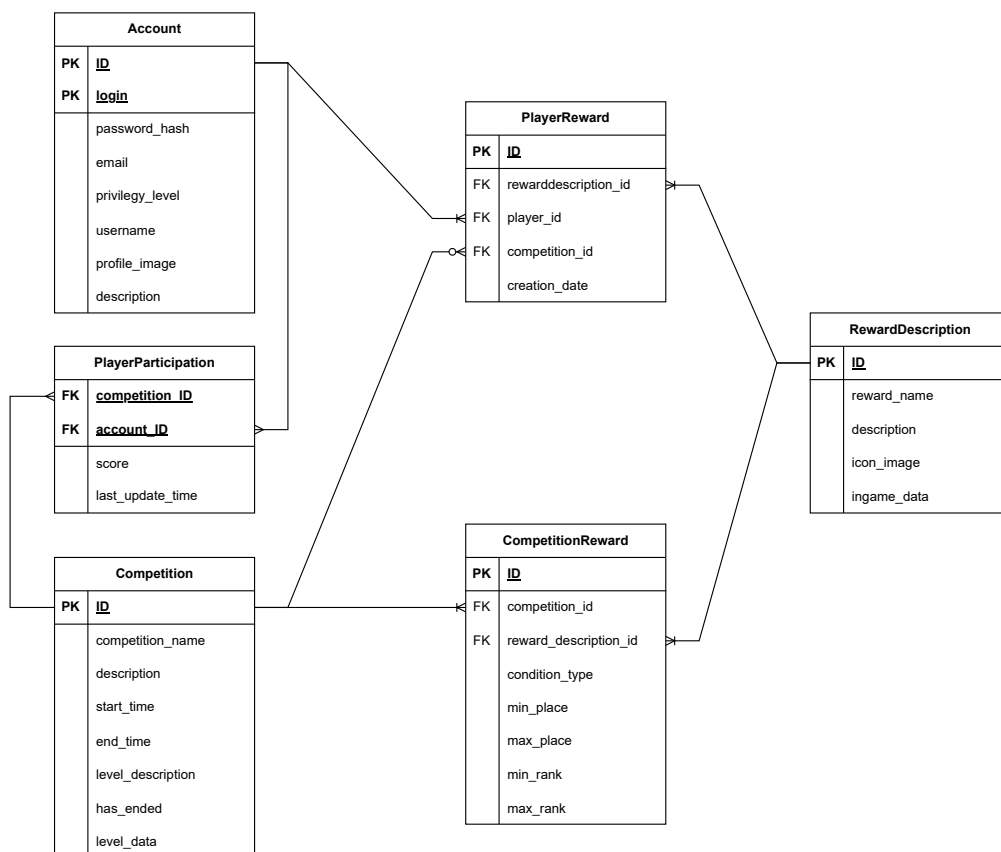 Account
PK ID
PK login
password_hash
email
privilegy_level
username
profile_image
description
PlayerParticipation
FK competition_ID
FK account_ID
score
last_update_time
Competition
PK ID
competition_name
description
start_time
end_time
level_description
has_ended
level_data
PlayerReward
PK ID
FK rewarddescription_id
FK player_id
FK competition_id
creation_date
CompetitionReward
PK ID
FK competition_id
FK reward_description_id
condition_type
min_place
max_place
min_rank
max_rank
RewardDescription
PK ID
reward_name
description
icon_image
ingame_data